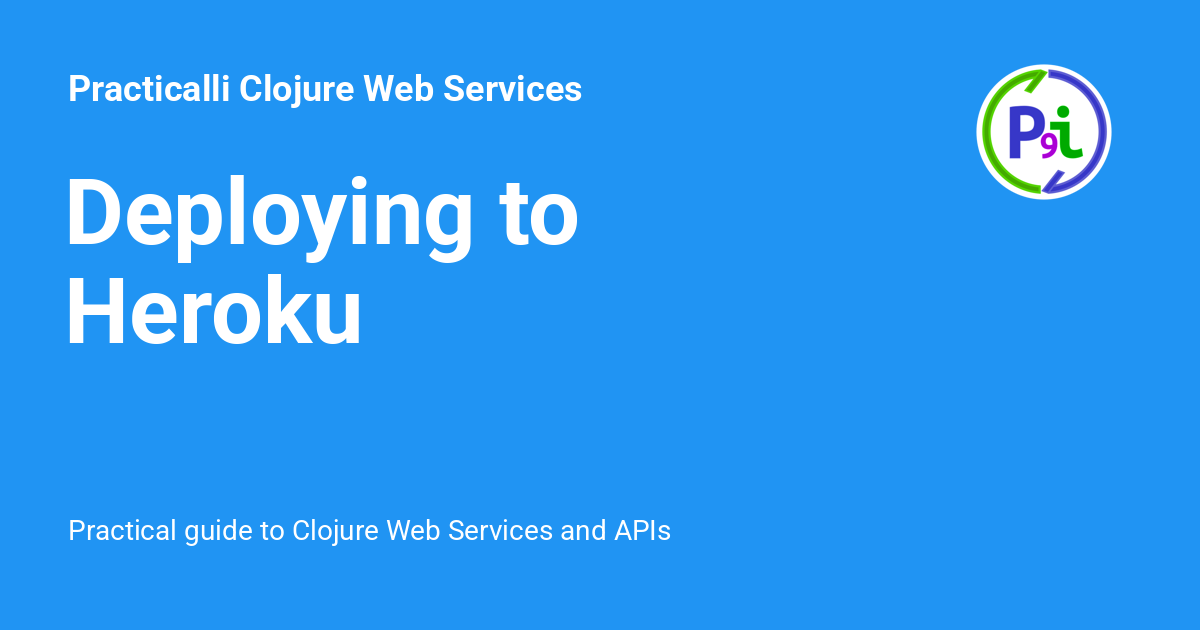 Practicalli Clojure Web Services
P9i
Deploying to
Heroku
Practical guide to Clojure Web Services and APIs